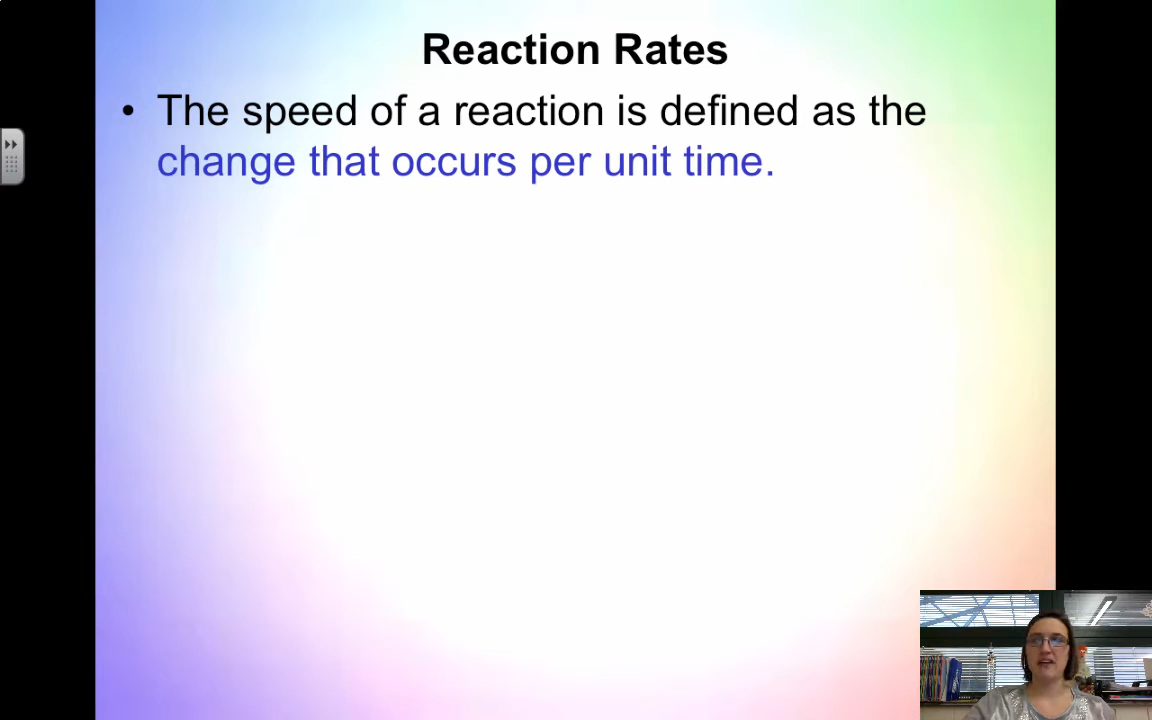 Reaction Rates
• The speed of a reaction is defined as the
change that occurs per unit time.